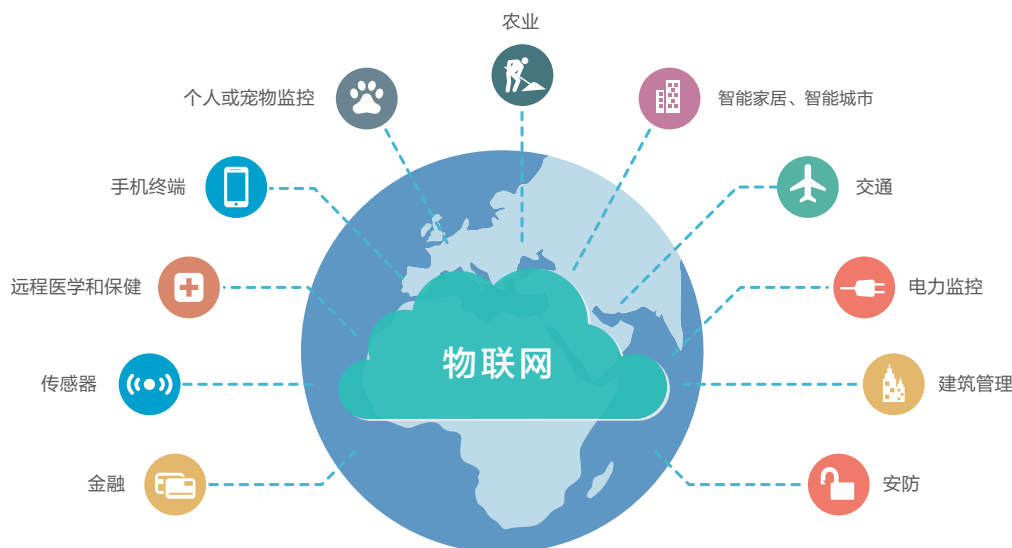 农业
个人或宠物监控
智能家居、智能城市
手机终端
交通
远程医学和保健
电力监控
物联网
传感器
建筑管理
金融
安防